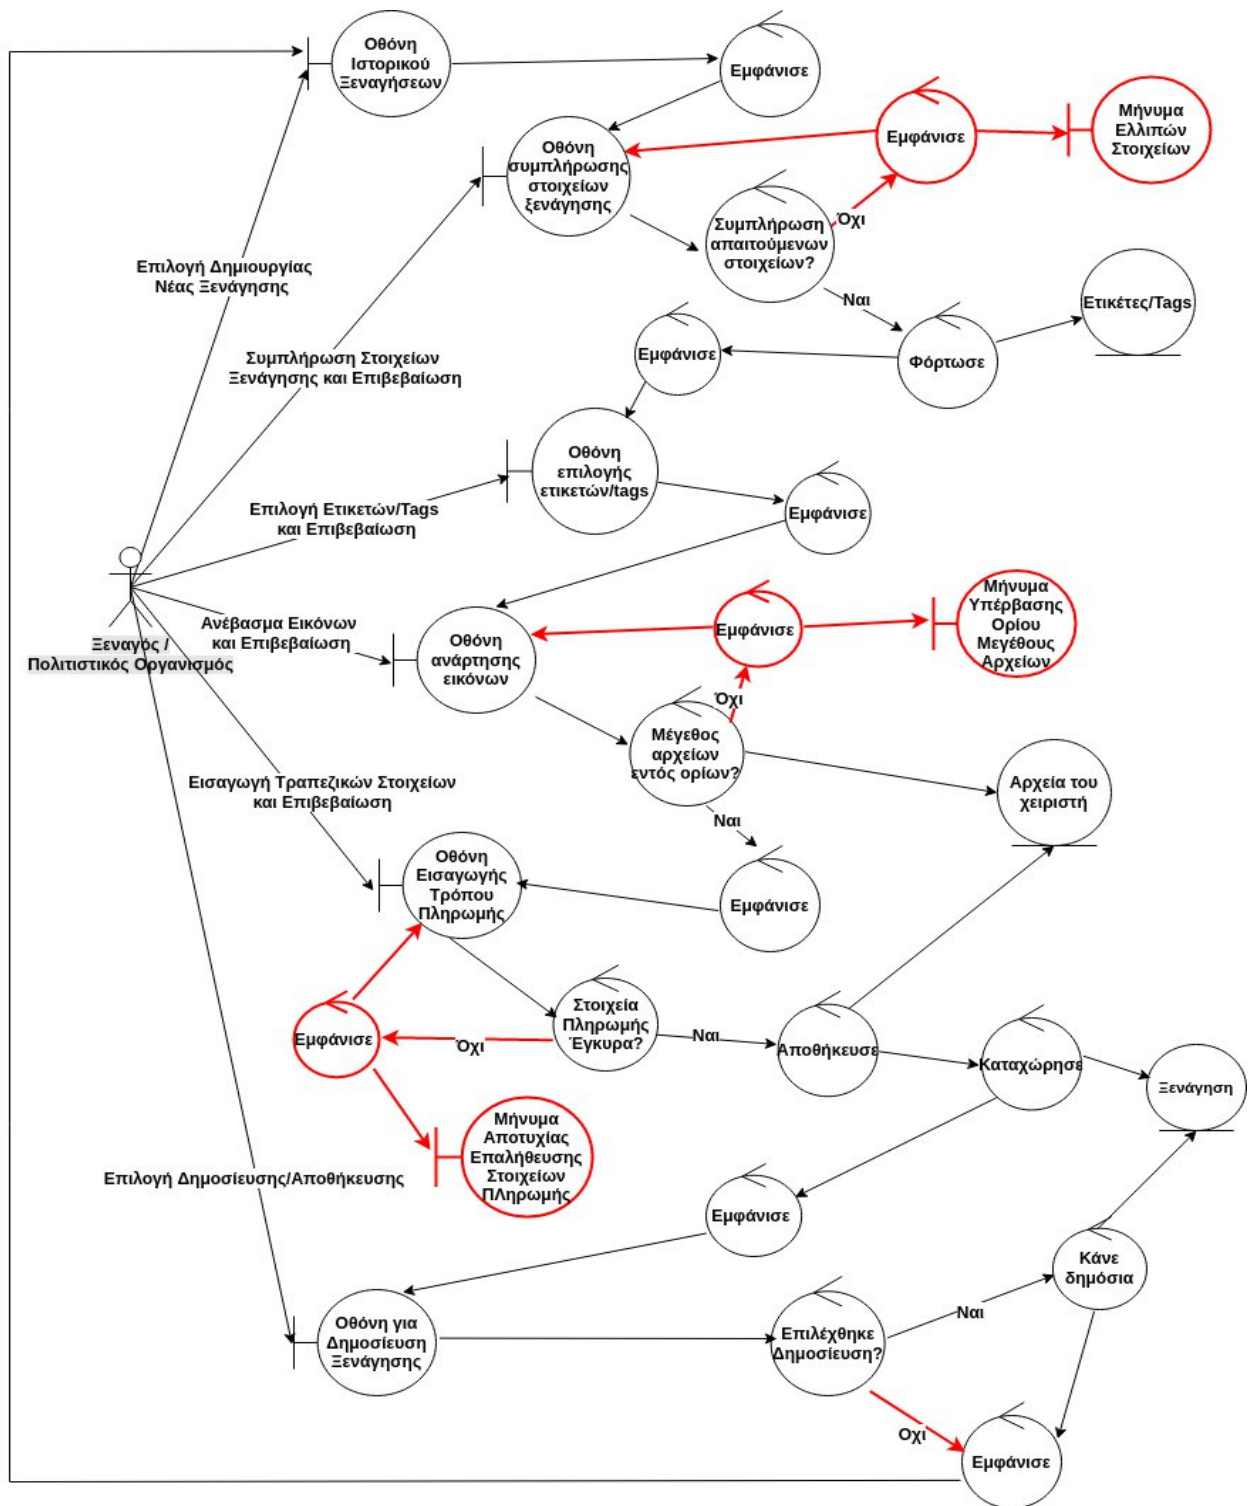 Οθόνη
Ιστορικού
Ξεναγήσεων
Εμφάνισε
Εμφάνισε
Μήνυμα
Ελλιπών
Στοιχείων
Οθόνη
συμπλήρωσης
στοιχείων
ξενάγησης
Συμπλήρωση
απαιτούμενων
στοιχείων?
Όχι
Ναι
Επιλογή Δημιουργίας
Νέας Ξενάγησης
Ετικέτες/Tags
Φόρτωσε
Εμφάνισε
Συμπλήρωση Στοιχείων
Ξενάγησης και Επιβεβαίωση
Οθόνη
επιλογής
ετικετών/tags
Εμφάνισε
Επιλογή Ετικετών/Tags
και Επιβεβαίωση
Ξεναγός /
Πολιτιστικός Οργανισμός
Ανέβασμα Εικόνων
και Επιβεβαίωση
Οθόνη
ανάρτησης
εικόνων
Εμφάνισε
Μήνυμα
Υπέρβασης
Ορίου
Μεγέθους
Αρχείων
Όχι
Μέγεθος
αρχείων
εντός ορίων?
Ναι
Αρχεία του
χειριστή
Εισαγωγή Τραπεζικών Στοιχείων
και Επιβεβαίωση
Οθόνη
Εισαγωγής
Τρόπου
Πληρωμής
Εμφάνισε
Εμφάνισε
Όχι
Στοιχεία
Πληρωμής
Έγκυρα?
Ναι
Αποθήκευσε
Καταχώρησε
Ξενάγηση
Μήνυμα
Αποτυχίας
Επαλήθευσης
Στοιχείων
ΠΛηρωμής
Επιλογή Δημοσίευσης/Αποθήκευσης
Εμφάνισε
Κάνε
δημόσια
Οθόνη για
Δημοσίευση
Ξενάγησης
Επιλέχθηκε
Δημοσίευση?
Ναι
Οχι
Εμφάνισε